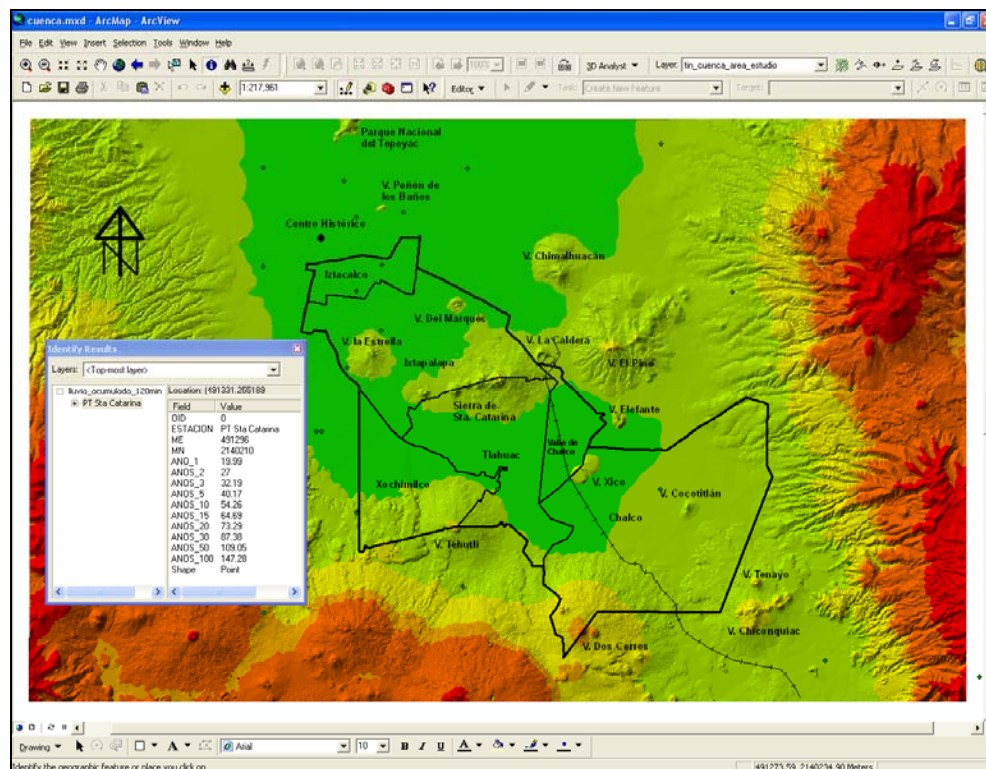 cuenca.mxd - ArcMap - ArcView
File Edit View Insert Selection Tools Window Help
100% 3D Analyst Layer: tin_cuenca_area_estudio
1:217,961 Editor Task: Create New Feature Target:
Parque Nacional
del Tepeyac
V. Peñón de
los Baños
Centro Histórico
V. Chimalhuacán
Iztacalco
V. Del Marques
V. la Estrella
V. La Caldera
Iztapalapa
V. El Pino
Sierra de
Sta. Catarina
V. Elefante
Valle de
Chalco
Tlahuac
V. Xico
Xochimilco
V. Cocotitlán
Chalco
V. Tehutli
V. Tenayo
V. Chiconquiac
V. Dos Cerros
Identify Results
Layers: <Top-most layer>
lluvia_acumulada_120min
PT Sta Catarina
Location: (491331.255189
Field Value
OID 0
ESTACION PT Sta Catarina
ME 491296
MN 2140210
ANO_1 19.99
ANOS_2 27
ANOS_3 32.19
ANOS_5 40.17
ANOS_10 54.26
ANOS_15 64.69
ANOS_20 73.29
ANOS_30 87.38
ANOS_50 109.05
ANOS_100 147.28
Shape Point
Drawing A Arial 10 B I U A
Identify the geographic feature or place you click on
491273.59 2140234.90 Meters